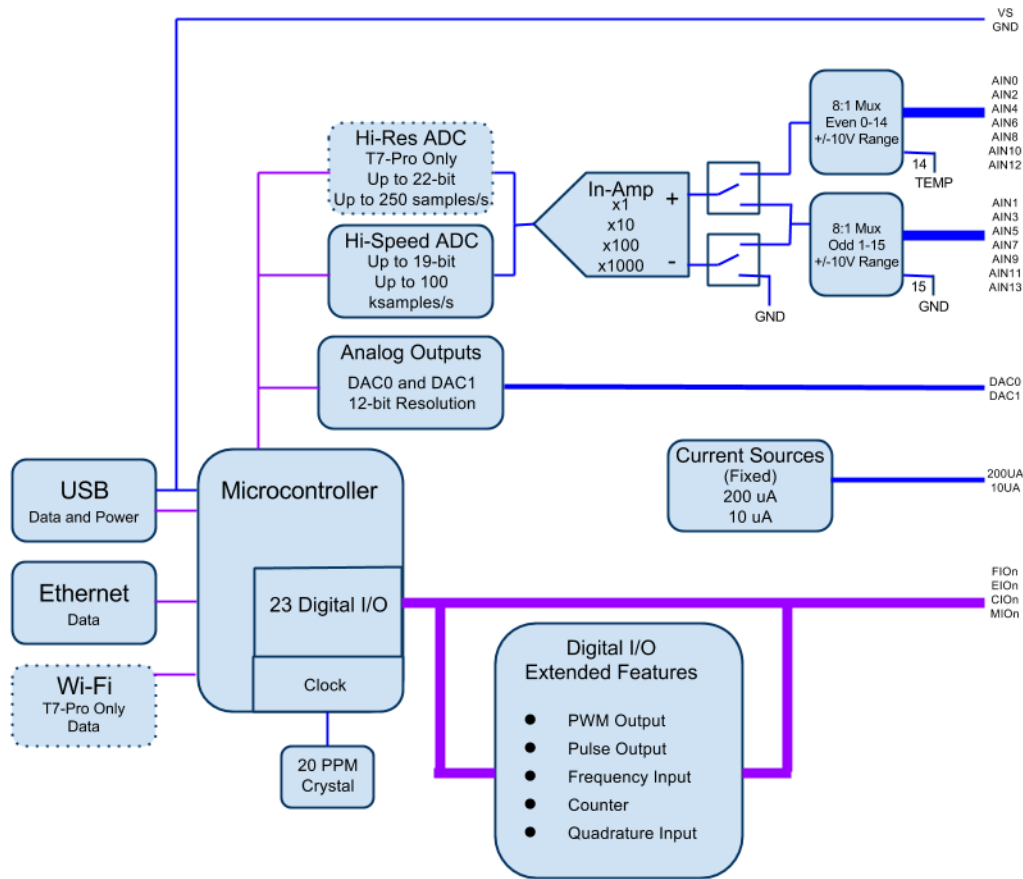 VS
GND
8:1 Mux
Even 0-14
+/-10V Range
14
TEMP
AIN0
AIN2
AIN4
AIN6
AIN8
AIN10
AIN12
Hi-Res ADC
T7-Pro Only
Up to 22-bit
Up to 250 samples/s
In-Amp
x1
x10
x100
x1000
+
-
GND
Hi-Speed ADC
Up to 19-bit
Up to 100
ksamples/s
8:1 Mux
Odd 1-15
+/-10V Range
15
GND
AIN1
AIN3
AIN5
AIN7
AIN9
AIN11
AIN13
Analog Outputs
DAC0 and DAC1
12-bit Resolution
DAC0
DAC1
Current Sources
(Fixed)
200 uA
10 uA
200UA
10UA
USB
Data and Power
Microcontroller
Ethernet
Data
23 Digital I/O
FIOn
EIOn
CIOn
MIOn
Wi-Fi
T7-Pro Only
Data
Clock
20 PPM
Crystal
Digital I/O
Extended Features
● PWM Output
● Pulse Output
● Frequency Input
● Counter
● Quadrature Input